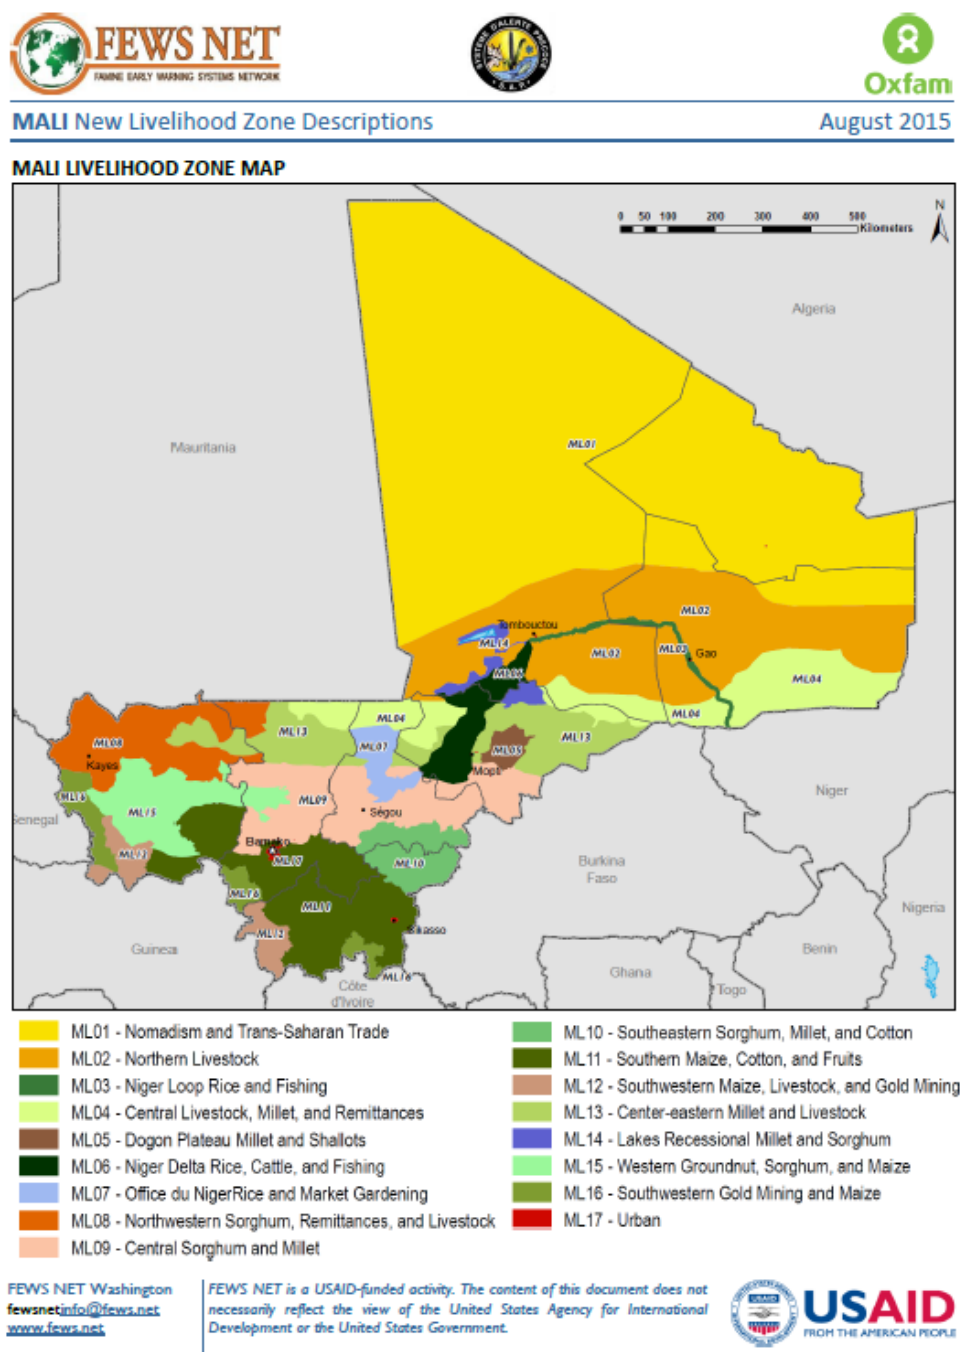 FEWS NET
FAMINE EARLY WARNING SYSTEMS NETWORK
SYSTEME D'ALERTE PRECOCE
S.A.P.
Oxfam
MALI New Livelihood Zone Descriptions
August 2015
MALI LIVELIHOOD ZONE MAP
0 50 100 200 300 400 500
Kilometers
N
Algeria
Mauritania
ML01
ML02
Tombouctou
ML14
ML02
ML03
Gao
ML06
ML04
ML04
ML04
ML13
ML08
ML07
ML05
ML13
Kayes
Mopti
ML16
ML15
ML09
Ségou
Niger
Senegal
Bamako
ML12
ML17
ML10
Burkina
Faso
ML16
ML11
ML12
Sikasso
Nigeria
Guinea
ML16
Benin
Ghana
Côte
d'Ivoire
Togo
ML01 - Nomadism and Trans-Saharan Trade
ML02 - Northern Livestock
ML03 - Niger Loop Rice and Fishing
ML04 - Central Livestock, Millet, and Remittances
ML05 - Dogon Plateau Millet and Shallots
ML06 - Niger Delta Rice, Cattle, and Fishing
ML07 - Office du NigerRice and Market Gardening
ML08 - Northwestern Sorghum, Remittances, and Livestock
ML09 - Central Sorghum and Millet
ML10 - Southeastern Sorghum, Millet, and Cotton
ML11 - Southern Maize, Cotton, and Fruits
ML12 - Southwestern Maize, Livestock, and Gold Mining
ML13 - Center-eastern Millet and Livestock
ML14 - Lakes Recessional Millet and Sorghum
ML15 - Western Groundnut, Sorghum, and Maize
ML16 - Southwestern Gold Mining and Maize
ML17 - Urban
FEWS NET Washington
fewsnetinfo@fews.net
www.fews.net
FEWS NET is a USAID-funded activity. The content of this document does not
necessarily reflect the view of the United States Agency for International
Development or the United States Government.
USAID
USAID
FROM THE AMERICAN PEOPLE